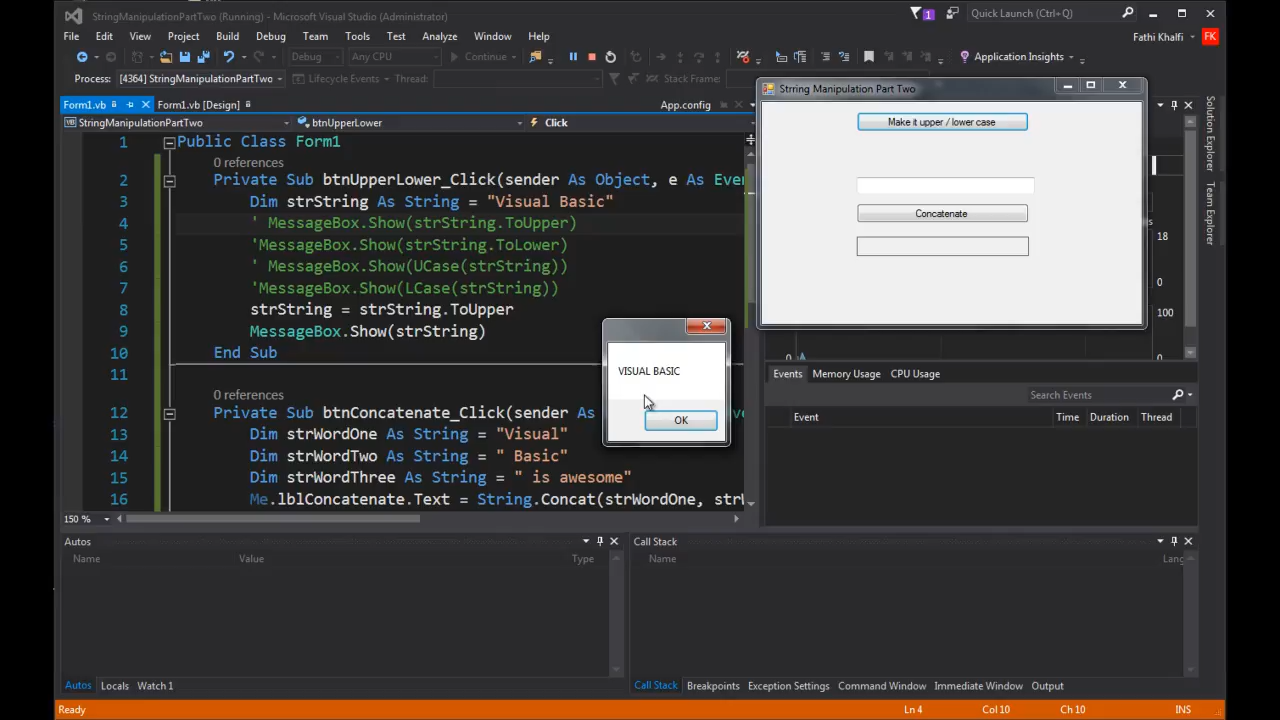 StringManipulationPartTwo (Running) - Microsoft Visual Studio (Administrator)
1
Quick Launch (Ctrl+Q)
File Edit View Project Build Debug Team Tools Test Analyze Window Help
Fathi Khalfi
FK
Debug Any CPU Continue Application Insights
Process: [4364] StringManipulationPartTwo Lifecycle Events Thread: Stack Frame:
Form1.vb Form1.vb [Design] App.config
StringManipulationPartTwo btnUpperLower Click
1 Public Class Form1
0 references
2 Private Sub btnUpperLower_Click(sender As Object, e As Even
3 Dim strString As String = "Visual Basic"
4 ' MessageBox.Show(strString.ToUpper)
5 'MessageBox.Show(strString.ToLower)
6 ' MessageBox.Show(UCase(strString))
7 'MessageBox.Show(LCase(strString))
8 strString = strString.ToUpper
9 MessageBox.Show(strString)
10 End Sub
11
0 references
12 Private Sub btnConcatenate_Click(sender As
13 Dim strWordOne As String = "Visual"
14 Dim strWordTwo As String = " Basic"
15 Dim strWordThree As String = " is awesome"
16 Me.lblConcatenate.Text = String.Concat(strWordOne, strW
150 %
Strring Manipulation Part Two
Make it upper / lower case
Concatenate
VISUAL BASIC
OK
Solution Explorer
Team Explorer
s
18
0
100
0
0
Events Memory Usage CPU Usage
Search Events
Event Time Duration Thread
Autos
Name Value Type
Call Stack
Name Lang
Autos Locals Watch 1
Call Stack Breakpoints Exception Settings Command Window Immediate Window Output
Ready Ln 4 Col 10 Ch 10 INS